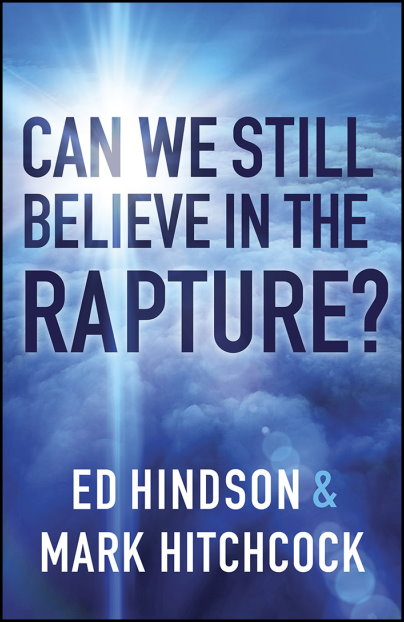 CAN WE STILL
BELIEVE IN THE
RAPTURE?
ED HINDSON &
MARK HITCHCOCK